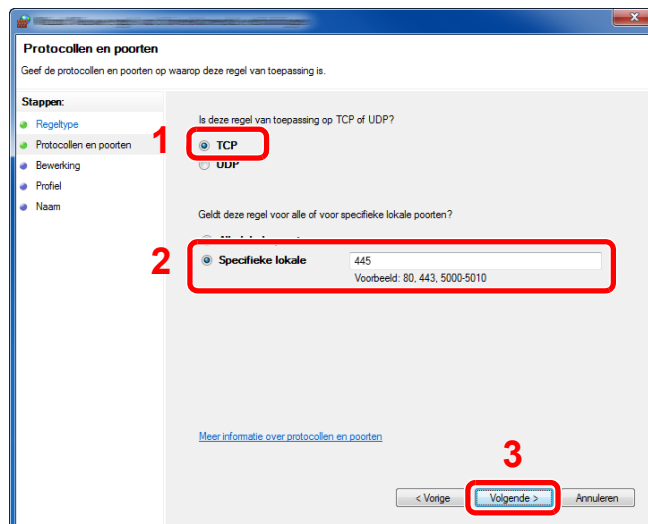 Protocollen en poorten
Geef de protocollen en poorten op waarop deze regel van toepassing is.
Stappen:
Regeltype
Protocollen en poorten
Bewerking
Profiel
Naam
Is deze regel van toepassing op TCP of UDP?
1
TCP
UDP
Geldt deze regel voor alle of voor specifieke lokale poorten?
2
Specifieke lokale 445
Voorbeeld: 80, 443, 5000-5010
Meer informatie over protocollen en poorten
3
< Vorige Volgende > Annuleren